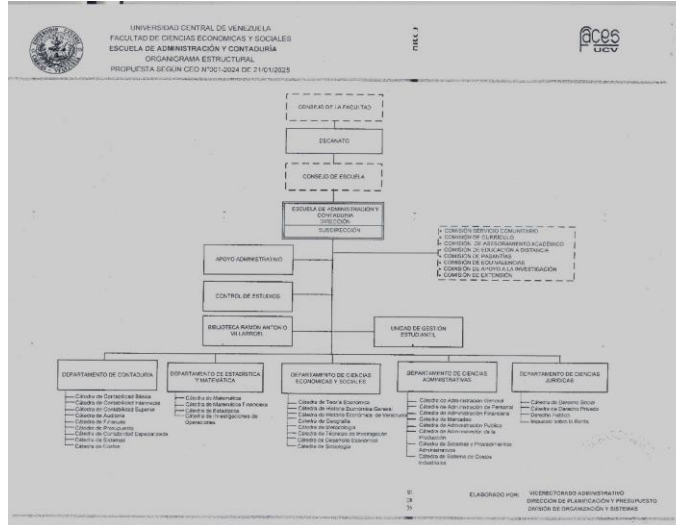 UNIVERSIDAD CENTRAL DE VENEZUELA
FACULTAD DE CIENCIAS ECONOMICAS Y SOCIALES
ESCUELA DE ADMINISTRACIÓN Y CONTADURÍA
ORGANIGRAMA ESTRUCTURAL
PROPUESTA SEGÚN CEO N°001-2024 DE 21/01/2025
faces
UCV
CONSEJO DE LA FACULTAD
DECANATO
CONSEJO DE ESCUELA
ESCUELA DE ADMINISTRACIÓN Y
CONTADURIA
DIRECCIÓN
SUBDIRECCIÓN
COMISIÓN SERVICIO COMUNITARIO
COMISIÓN DE CURRÍCULO
COMISIÓN DE ASESORAMIENTO ACADÉMICO
COMISIÓN DE EDUCACIÓN A DISTANCIA
COMISIÓN DE PASANTÍAS
COMISIÓN DE EQUIVALENCIAS
COMISIÓN DE APOYO A LA INVESTIGACIÓN
COMISIÓN DE EXTENSIÓN
APOYO ADMINISTRATIVO
CONTROL DE ESTUDIOS
BIBLIOTECA RAMÓN ANTONIO
VILLARROEL
UNIDAD DE GESTIÓN
ESTUDIANTIL
DEPARTAMENTO DE CONTADURÍA
Cátedra de Contabilidad Básica
Cátedra de Contabilidad Intermedia
Cátedra de Contabilidad Superior
Cátedra de Auditoría
Cátedra de Finanzas
Cátedra de Presupuesto
Cátedra de Contabilidad Especializada
Cátedra de Sistemas
Cátedra de Costos
DEPARTAMENTO DE ESTADÍSTICA
Y MATEMÁTICA
Cátedra de Matemática
Cátedra de Matemática Financiera
Cátedra de Estadística
Cátedra de Investigaciones de
Operaciones
DEPARTAMENTO DE CIENCIAS
ECONÓMICAS Y SOCIALES
Cátedra de Teoría Económica
Cátedra de Historia Económica General
Cátedra de Historia Económica de Venezuela
Cátedra de Geografía
Cátedra de Metodología
Cátedra de Técnicas de Investigación
Cátedra de Desarrollo Económico
Cátedra de Sociología
DEPARTAMENTO DE CIENCIAS
ADMINISTRATIVAS
Cátedra de Administración General
Cátedra de Administración de Personal
Cátedra de Administración Financiera
Cátedra de Mercadeo
Cátedra de Administración Pública
Cátedra de Administración de la
Producción
Cátedra de Sistemas y Procedimientos
Administrativos
Cátedra de Sistema de Costos
Industriales
DEPARTAMENTO DE CIENCIAS
JURÍDICAS
Cátedra de Derecho Social
Cátedra de Derecho Privado
Derecho Público
Impuesto sobre la Renta
ELABORADO POR: VICERECTORADO ADMINISTRATIVO
DIRECCIÓN DE PLANIFICACIÓN Y PRESUPUESTO
DIVISIÓN DE ORGANIZACIÓN Y SISTEMAS